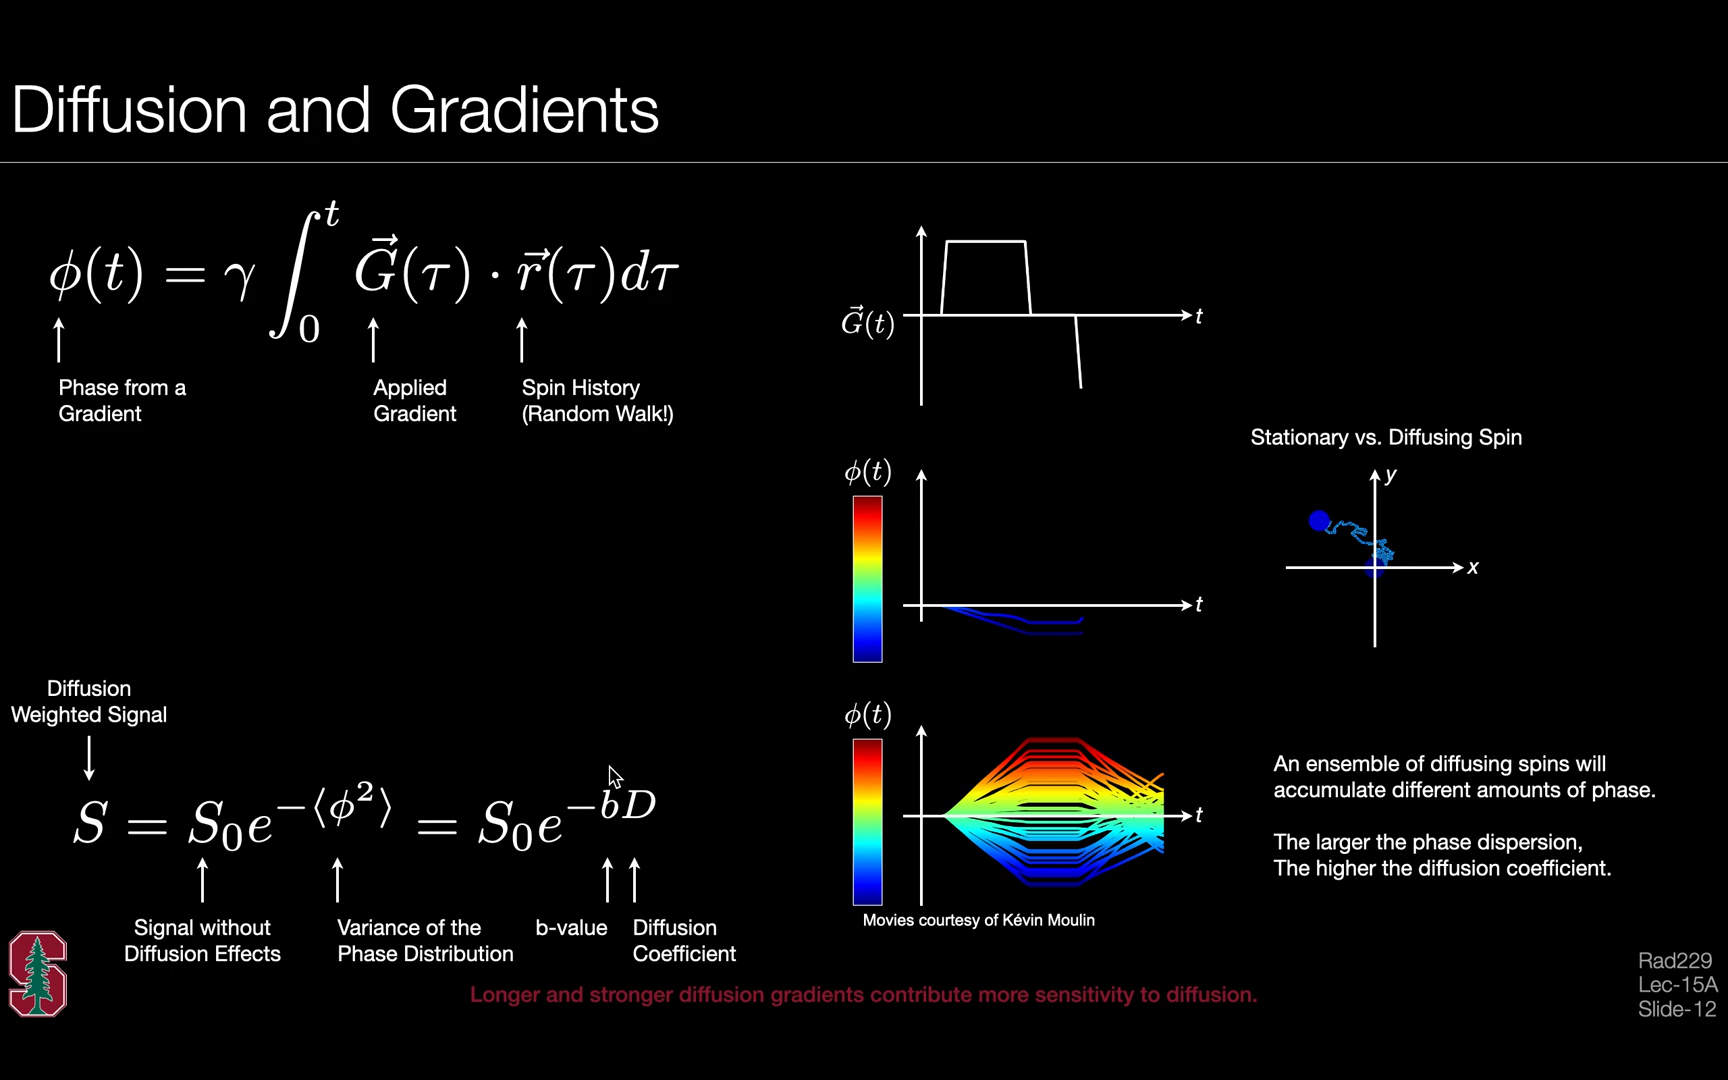 Diffusion and Gradients
ϕ(t) = γ ∫₀ᵗ G⃗(τ) · r⃗(τ)dτ
Phase from a
Gradient
Applied
Gradient
Spin History
(Random Walk!)
Diffusion
Weighted Signal
S = S₀e^{−⟨ϕ²⟩} = S₀e^{−bD}
Signal without
Diffusion Effects
Variance of the
Phase Distribution
b-value
Diffusion
Coefficient
G⃗(t)
t
ϕ(t)
t
Stationary vs. Diffusing Spin
y
x
ϕ(t)
t
Movies courtesy of Kévin Moulin
An ensemble of diffusing spins will
accumulate different amounts of phase.
The larger the phase dispersion,
The higher the diffusion coefficient.
Longer and stronger diffusion gradients contribute more sensitivity to diffusion.
S
Rad229
Lec-15A
Slide-12